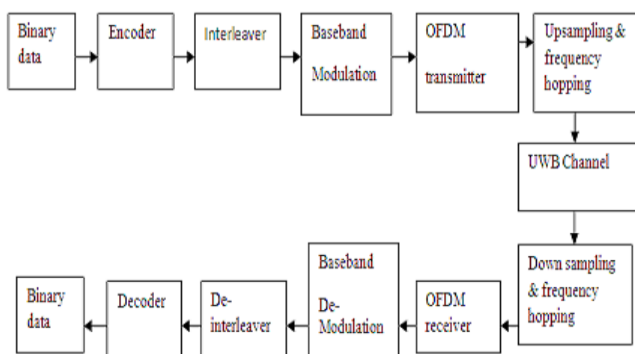 Binary
data
Encoder
Interleaver
Baseband
Modulation
OFDM
transmitter
Upsampling &
frequency
hopping
UWB Channel
Down sampling
& frequency
hopping
OFDM
receiver
Baseband
De-
Modulation
De-
interleaver
Decoder
Binary
data